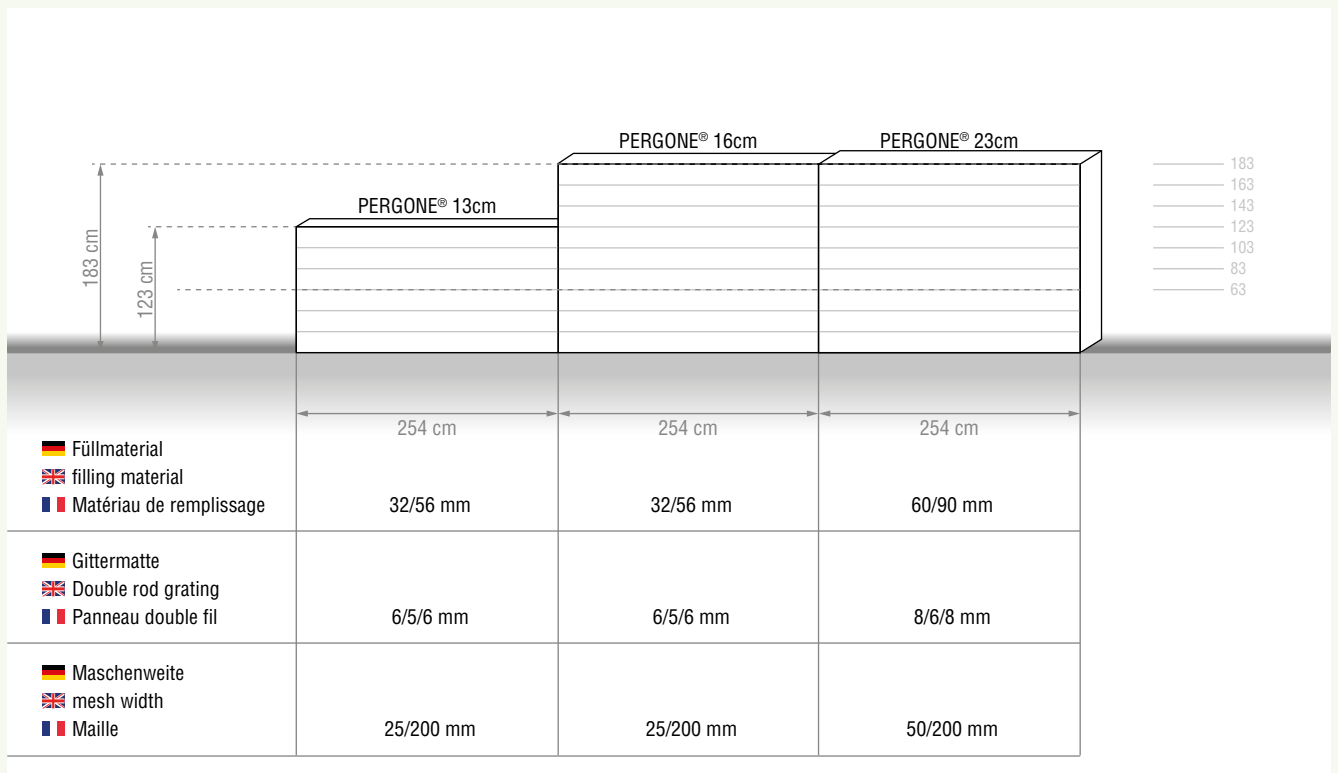 PERGONE® 16cm
PERGONE® 23cm
PERGONE® 13cm
183 cm
123 cm
183
163
143
123
103
83
63
254 cm
254 cm
254 cm
Füllmaterial
filling material
Matériau de remplissage
32/56 mm
32/56 mm
60/90 mm
Gittermatte
Double rod grating
Panneau double fil
6/5/6 mm
6/5/6 mm
8/6/8 mm
Maschenweite
mesh width
Maille
25/200 mm
25/200 mm
50/200 mm